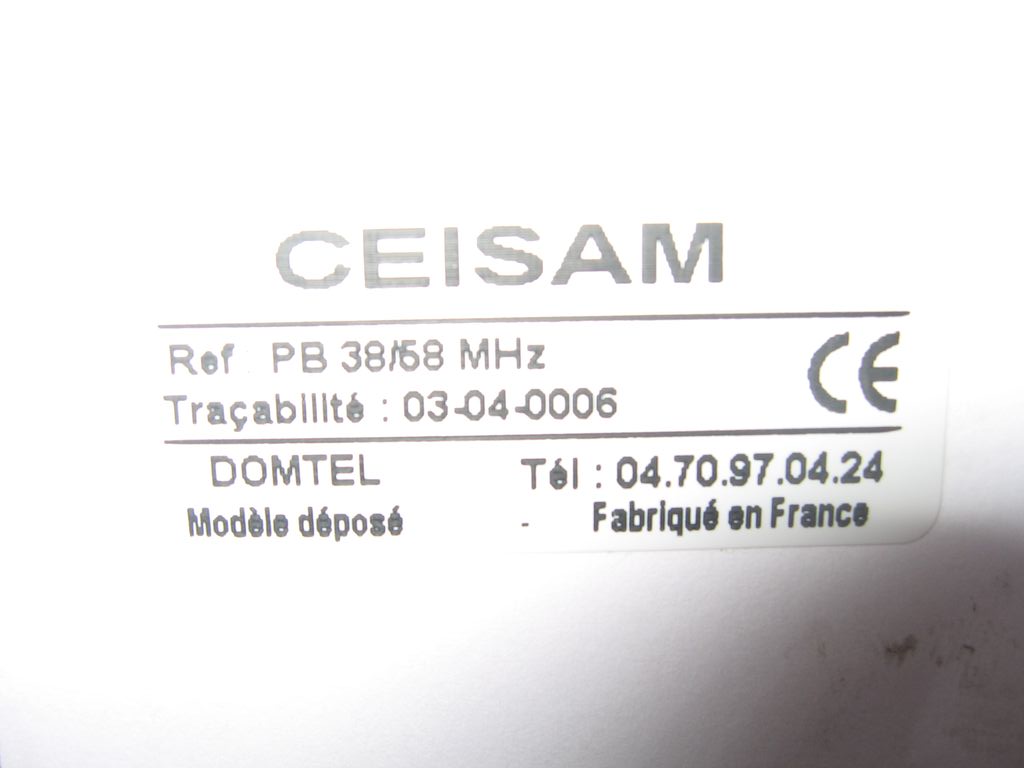 CEISAM
Ref : PB 38/68 MHz
Traçabilité : 03-04-0006
CE
DOMTEL Tél : 04.70.97.04.24
Modèle déposé - Fabriqué en France